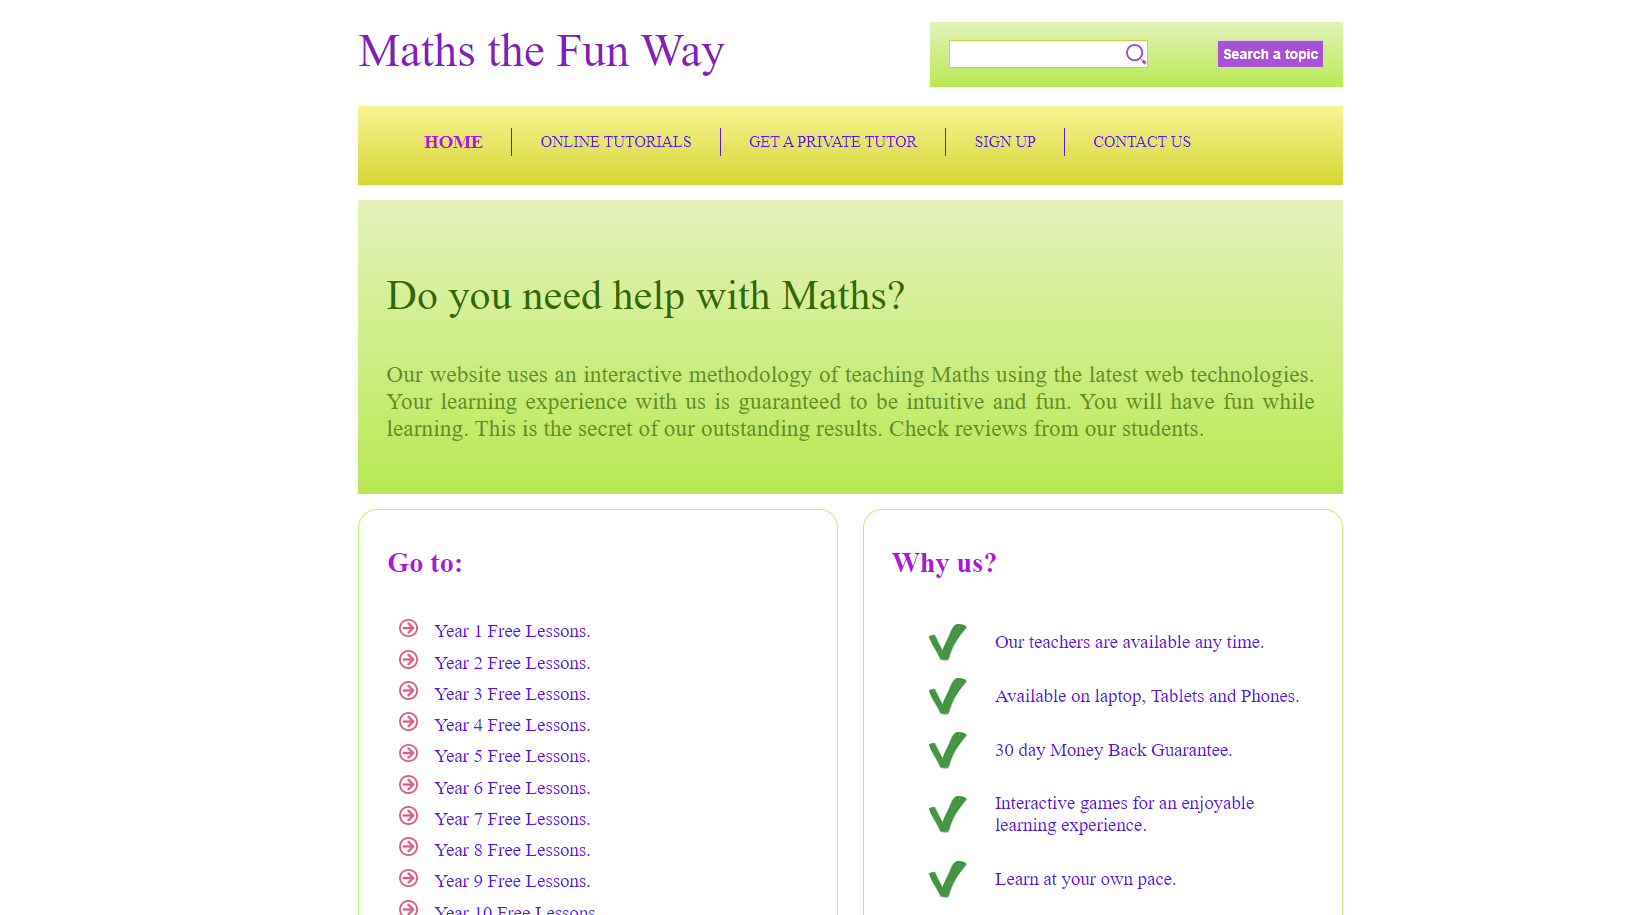 Maths the Fun Way
Search a topic
HOME
ONLINE TUTORIALS
GET A PRIVATE TUTOR
SIGN UP
CONTACT US
Do you need help with Maths?
Our website uses an interactive methodology of teaching Maths using the latest web technologies.
Your learning experience with us is guaranteed to be intuitive and fun. You will have fun while
learning. This is the secret of our outstanding results. Check reviews from our students.
Go to:
Year 1 Free Lessons.
Year 2 Free Lessons.
Year 3 Free Lessons.
Year 4 Free Lessons.
Year 5 Free Lessons.
Year 6 Free Lessons.
Year 7 Free Lessons.
Year 8 Free Lessons.
Year 9 Free Lessons.
Year 10 Free Lessons.
Why us?
Our teachers are available any time.
Available on laptop, Tablets and Phones.
30 day Money Back Guarantee.
Interactive games for an enjoyable
learning experience.
Learn at your own pace.